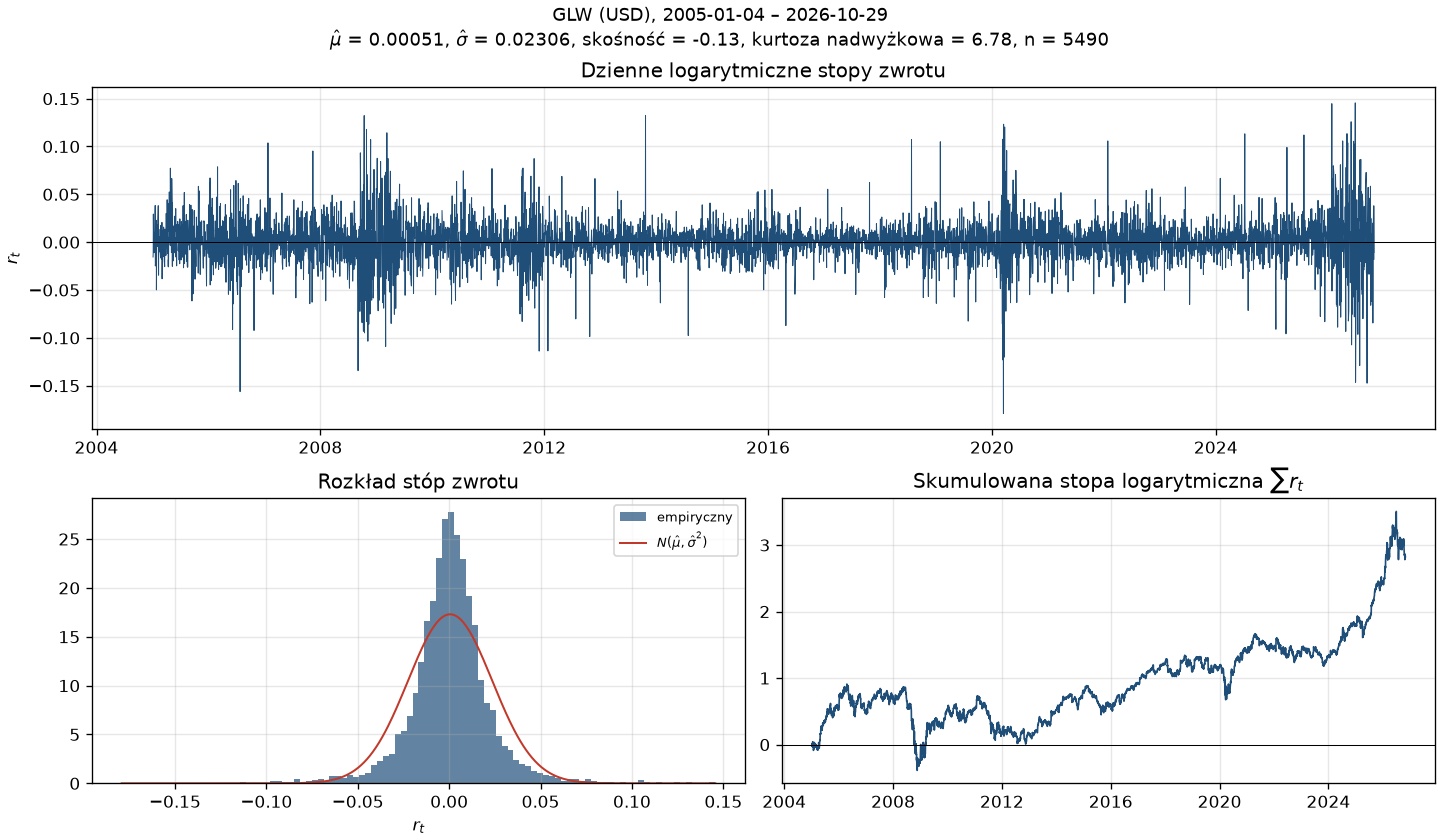 GLW (USD), 2005-01-04 – 2026-10-29
μ̂ = 0.00051, σ̂ = 0.02306, skośność = -0.13, kurtoza nadwyżkowa = 6.78, n = 5490
Dzienne logarytmiczne stopy zwrotu
0.15
0.10
0.05
0.00
−0.05
−0.10
−0.15
r_t
2004 2008 2012 2016 2020 2024
Rozkład stóp zwrotu
empiryczny
N(μ̂, σ̂²)
25
20
15
10
5
0
−0.15 −0.10 −0.05 0.00 0.05 0.10 0.15
r_t
Skumulowana stopa logarytmiczna ∑r_t
3
2
1
0
2004 2008 2012 2016 2020 2024